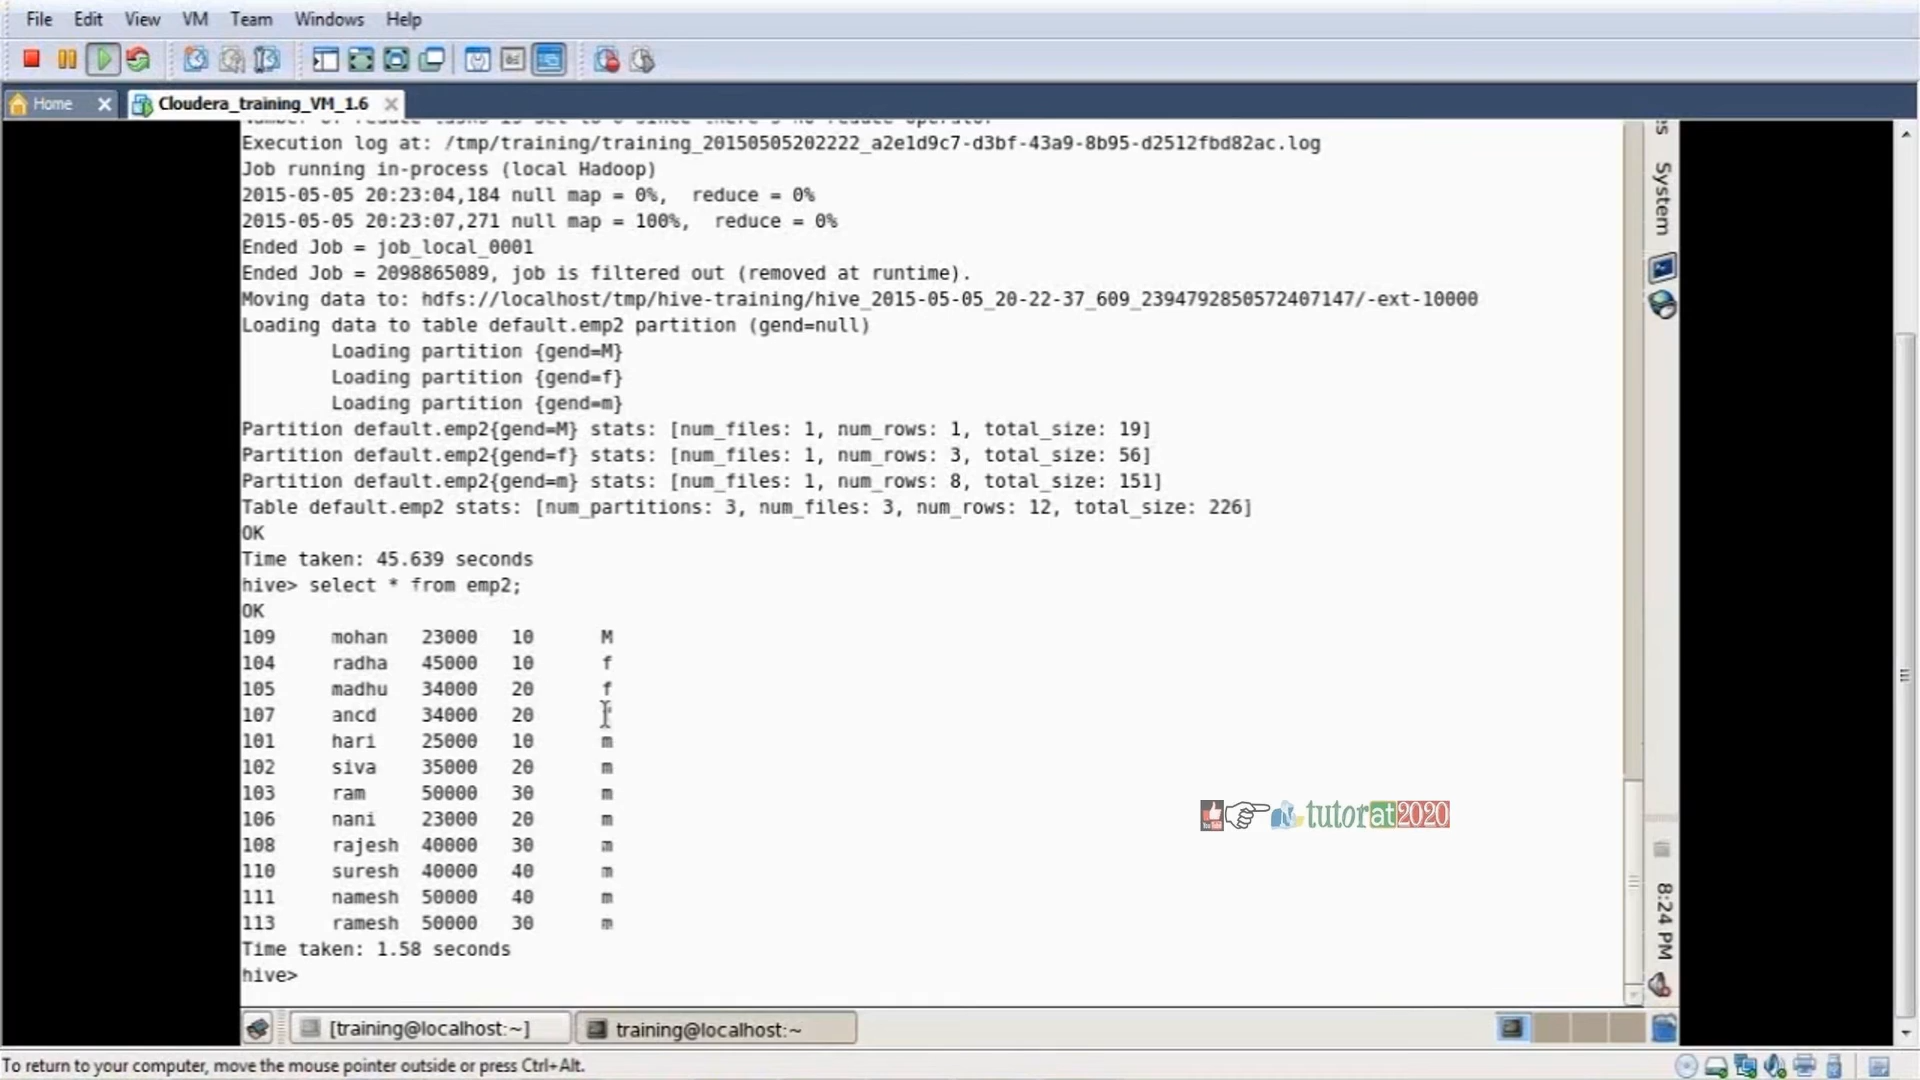 File Edit View VM Team Windows Help
Home Cloudera_training_VM_1.6
Execution log at: /tmp/training/training_20150505202222_a2e1d9c7-d3bf-43a9-8b95-d2512fbd82ac.log
Job running in-process (local Hadoop)
2015-05-05 20:23:04,184 null map = 0%,  reduce = 0%
2015-05-05 20:23:07,271 null map = 100%,  reduce = 0%
Ended Job = job_local_0001
Ended Job = 2098865089, job is filtered out (removed at runtime).
Moving data to: hdfs://localhost/tmp/hive-training/hive_2015-05-05_20-22-37_609_2394792850572407147/-ext-10000
Loading data to table default.emp2 partition (gend=null)
Loading partition {gend=M}
Loading partition {gend=f}
Loading partition {gend=m}
Partition default.emp2{gend=M} stats: [num_files: 1, num_rows: 1, total_size: 19]
Partition default.emp2{gend=f} stats: [num_files: 1, num_rows: 3, total_size: 56]
Partition default.emp2{gend=m} stats: [num_files: 1, num_rows: 8, total_size: 151]
Table default.emp2 stats: [num_partitions: 3, num_files: 3, num_rows: 12, total_size: 226]
OK
Time taken: 45.639 seconds
hive> select * from emp2;
OK
109 mohan 23000 10 M
104 radha 45000 10 f
105 madhu 34000 20 f
107 ancd 34000 20
101 hari 25000 10 m
102 siva 35000 20 m
103 ram 50000 30 m
106 nani 23000 20 m
108 rajesh 40000 30 m
110 suresh 40000 40 m
111 namesh 50000 40 m
113 ramesh 50000 30 m
Time taken: 1.58 seconds
hive>
System
8:24 PM
tutorat2020
[training@localhost:~] training@localhost:~
To return to your computer, move the mouse pointer outside or press Ctrl+Alt.